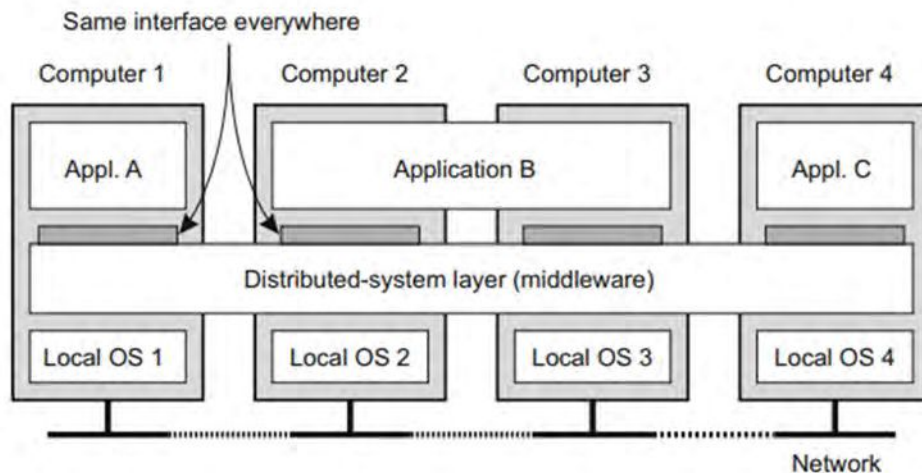 Same interface everywhere
Computer 1
Computer 2
Computer 3
Computer 4
Appl. A
Application B
Appl. C
Distributed-system layer (middleware)
Local OS 1
Local OS 2
Local OS 3
Local OS 4
Network